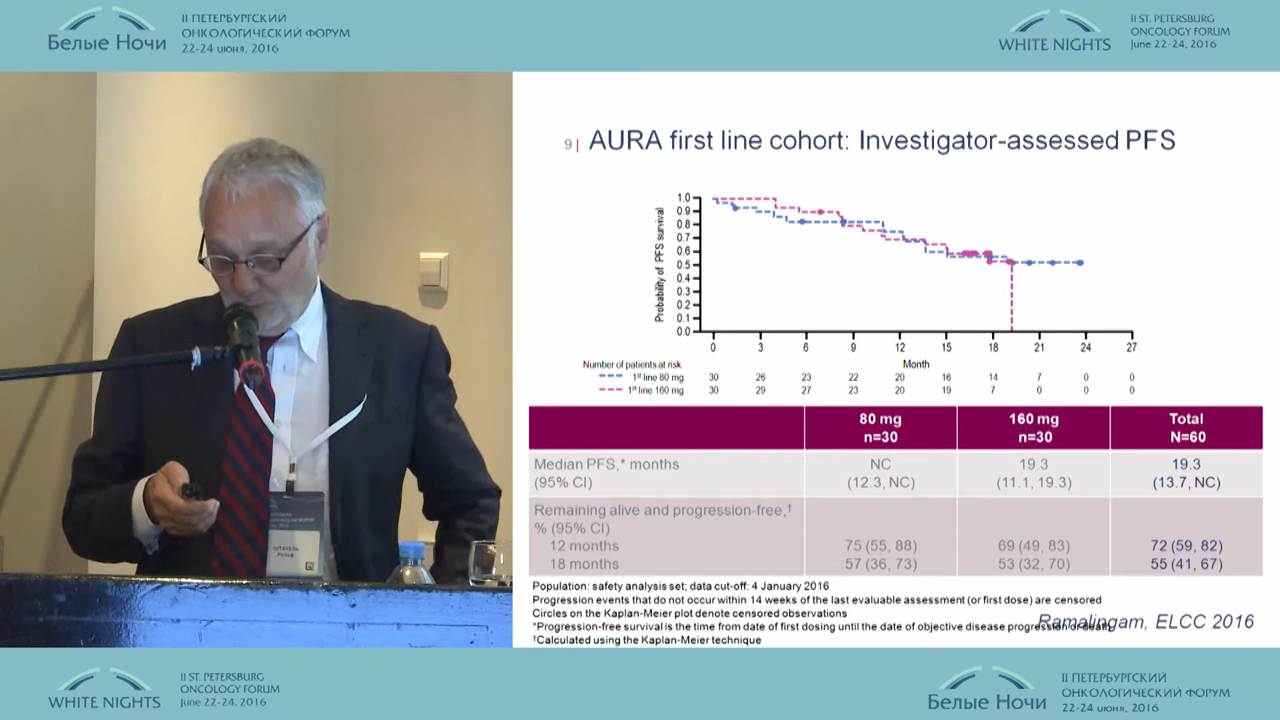 II ПЕТЕРБУРГСКИЙ
ОНКОЛОГИЧЕСКИЙ ФОРУМ
Белые Ночи
22-24 июня, 2016
II ST. PETERSBURG
ONCOLOGY FORUM
WHITE NIGHTS
June 22-24, 2016
9| AURA first line cohort: Investigator-assessed PFS
Probability of PFS survival
1.0
0.9
0.8
0.7
0.6
0.5
0.4
0.3
0.2
0.1
0.0
0 3 6 9 12 15 18 21 24 27
Month
Number of patients at risk
1st line 80 mg 30 26 23 22 20 16 14 7 0 0
1st line 160 mg 30 29 27 23 20 19 7 0 0 0
80 mg n=30 160 mg n=30 Total N=60
Median PFS,* months NC 19.3 19.3
(95% CI) (12.3, NC) (11.1, 19.3) (13.7, NC)
Remaining alive and progression-free,†
% (95% CI)
12 months 75 (55, 88) 69 (49, 83) 72 (59, 82)
18 months 57 (36, 73) 53 (32, 70) 55 (41, 67)
Population: safety analysis set; data cut-off: 4 January 2016
Progression events that do not occur within 14 weeks of the last evaluable assessment (or first dose) are censored
Circles on the Kaplan-Meier plot denote censored observations
*Progression-free survival is the time from date of first dosing until the date of objective disease progression or death
†Calculated using the Kaplan-Meier technique
Ramalingam, ELCC 2016
ШТАХЕЛЬ
Рольф
WHITE NIGHTS
II ST. PETERSBURG
ONCOLOGY FORUM
June 22-24, 2016
Белые Ночи
II ПЕТЕРБУРГСКИЙ
ОНКОЛОГИЧЕСКИЙ ФОРУМ
22-24 июня, 2016